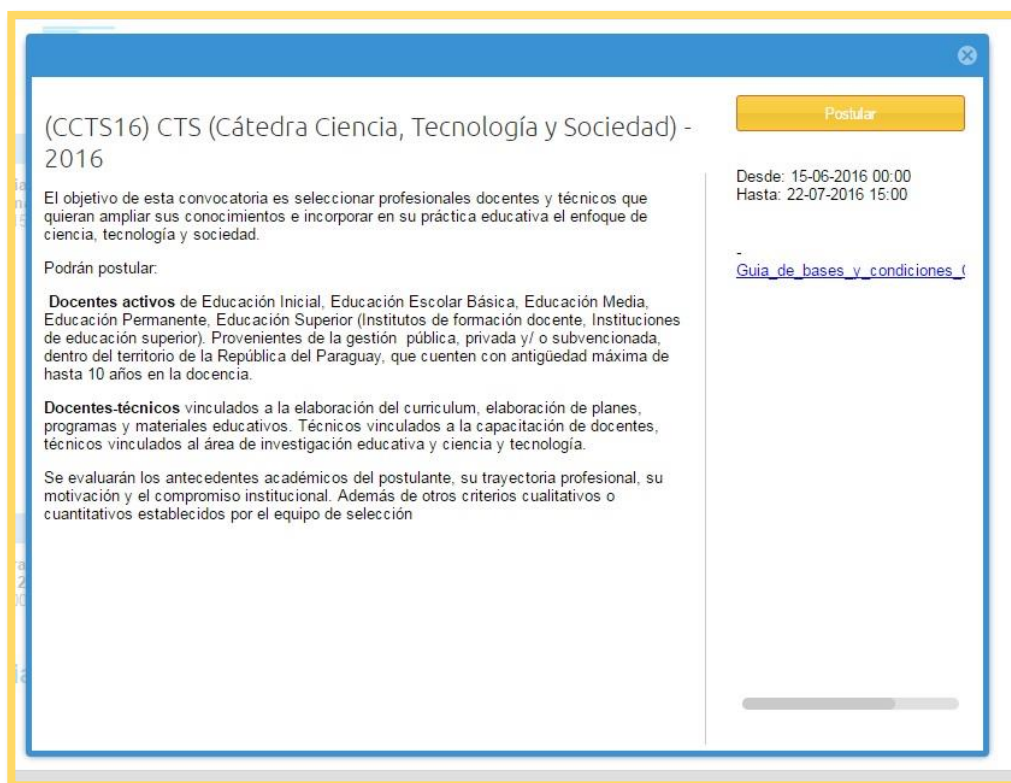 (CCTS16) CTS (Cátedra Ciencia, Tecnología y Sociedad) -
2016
El objetivo de esta convocatoria es seleccionar profesionales docentes y técnicos que
quieran ampliar sus conocimientos e incorporar en su práctica educativa el enfoque de
ciencia, tecnología y sociedad.
Podrán postular:
Docentes activos de Educación Inicial, Educación Escolar Básica, Educación Media,
Educación Permanente, Educación Superior (Institutos de formación docente, Instituciones
de educación superior). Provenientes de la gestión pública, privada y/ o subvencionada,
dentro del territorio de la República del Paraguay, que cuenten con antigüedad máxima de
hasta 10 años en la docencia.
Docentes-técnicos vinculados a la elaboración del curriculum, elaboración de planes,
programas y materiales educativos. Técnicos vinculados a la capacitación de docentes,
técnicos vinculados al área de investigación educativa y ciencia y tecnología.
Se evaluarán los antecedentes académicos del postulante, su trayectoria profesional, su
motivación y el compromiso institucional. Además de otros criterios cualitativos o
cuantitativos establecidos por el equipo de selección
Postular
Desde: 15-06-2016 00:00
Hasta: 22-07-2016 15:00
-
Guia_de_bases_y_condiciones_